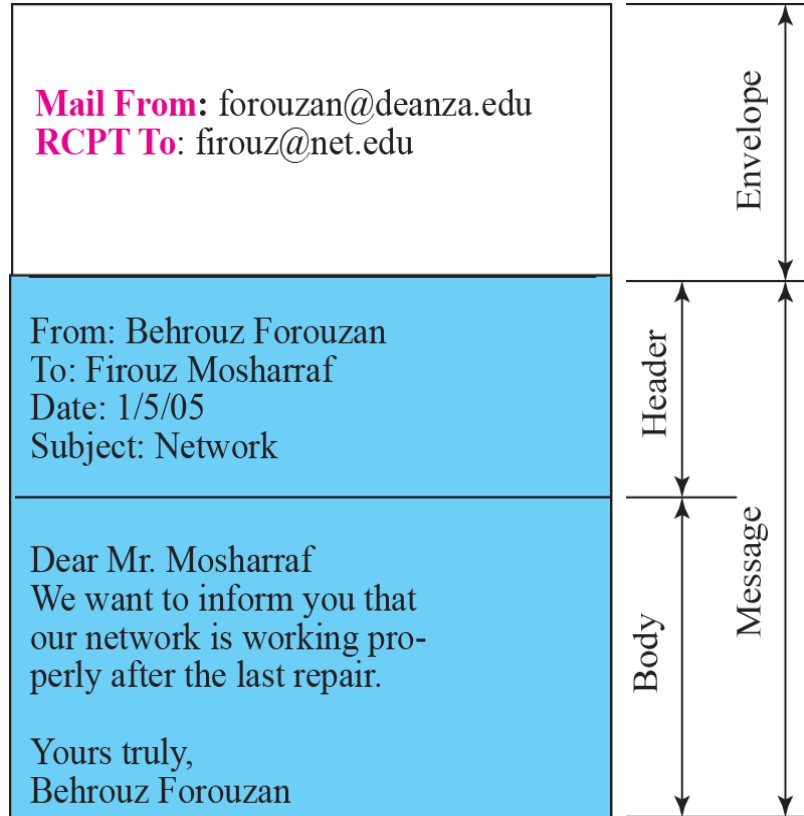 Mail From: forouzan@deanza.edu
RCPT To: firouz@net.edu
Envelope
From: Behrouz Forouzan
To: Firouz Mosharraf
Date: 1/5/05
Subject: Network
Header
Dear Mr. Mosharraf
We want to inform you that
our network is working pro-
perly after the last repair.
Yours truly,
Behrouz Forouzan
Body
Message